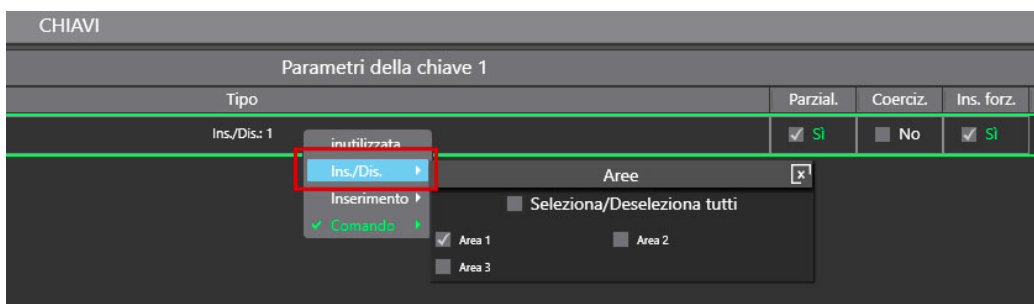 CHIAVI
Parametri della chiave 1
Tipo Parzial. Coerciz. Ins. forz.
Ins./Dis.: 1 Sì No Sì
inutilizzata
Ins./Dis.
Inserimento
Comando
Aree
Seleziona/Deseleziona tutti
Area 1 Area 2
Area 3